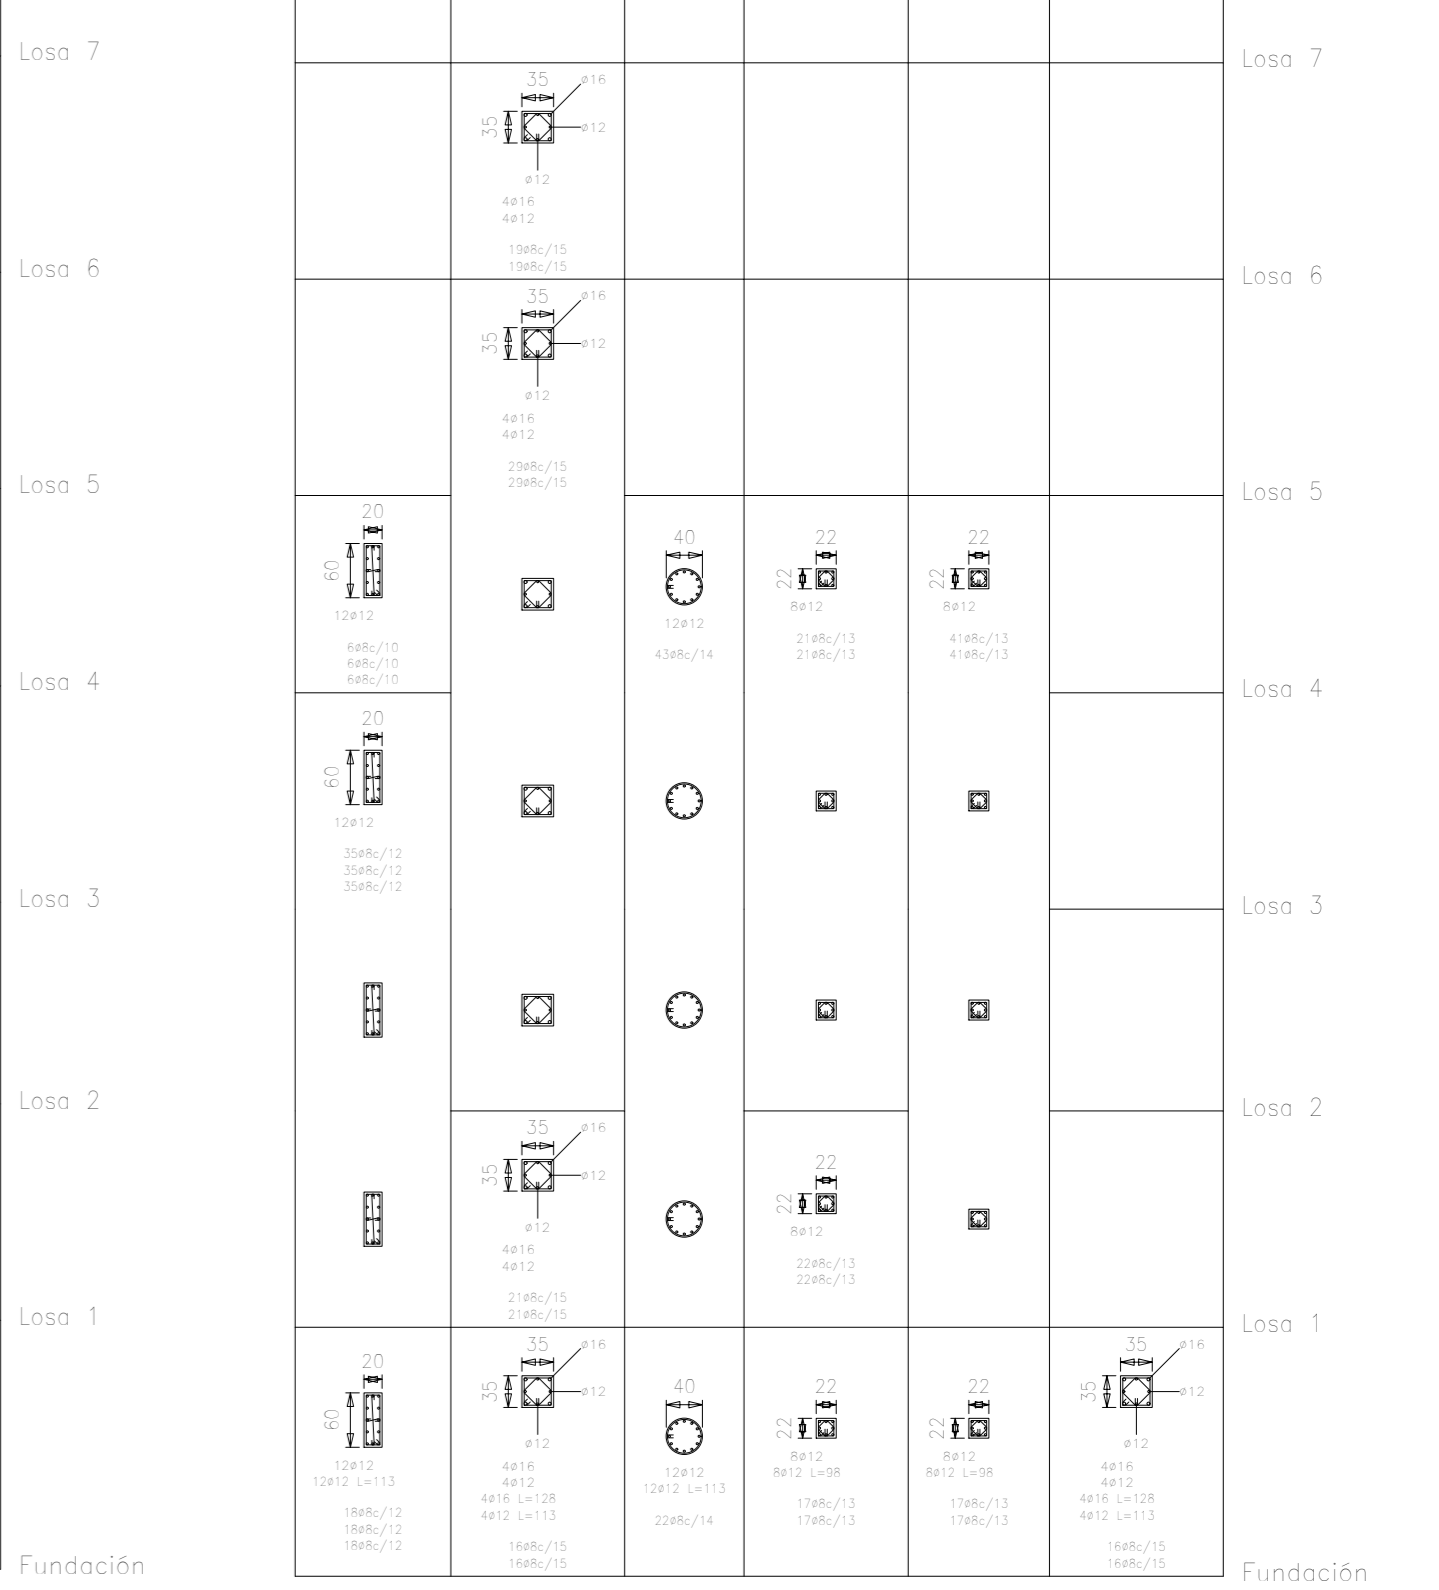 Losa 7
Losa 7
35
ø16
35
ø12
ø12
4ø16
4ø12
19ø8c/15
19ø8c/15
Losa 6
Losa 6
35
ø16
35
ø12
ø12
4ø16
4ø12
29ø8c/15
29ø8c/15
Losa 5
Losa 5
20
60
12ø12
6ø8c/10
6ø8c/10
6ø8c/10
40
12ø12
43ø8c/14
22
22
8ø12
21ø8c/13
21ø8c/13
22
22
8ø12
41ø8c/13
41ø8c/13
Losa 4
Losa 4
20
60
12ø12
35ø8c/12
35ø8c/12
35ø8c/12
Losa 3
Losa 3
Losa 2
Losa 2
35
ø16
35
ø12
ø12
4ø16
4ø12
21ø8c/15
21ø8c/15
22
22
8ø12
22ø8c/13
22ø8c/13
Losa 1
Losa 1
20
60
12ø12
12ø12 L=113
18ø8c/12
18ø8c/12
18ø8c/12
35
ø16
35
ø12
ø12
4ø16
4ø12
4ø16 L=128
4ø12 L=113
16ø8c/15
16ø8c/15
40
12ø12
12ø12 L=113
22ø8c/14
22
22
8ø12
8ø12 L=98
17ø8c/13
17ø8c/13
22
22
8ø12
8ø12 L=98
17ø8c/13
17ø8c/13
35
ø16
35
ø12
ø12
4ø16
4ø12
4ø16 L=128
4ø12 L=113
16ø8c/15
16ø8c/15
Fundación
Fundación